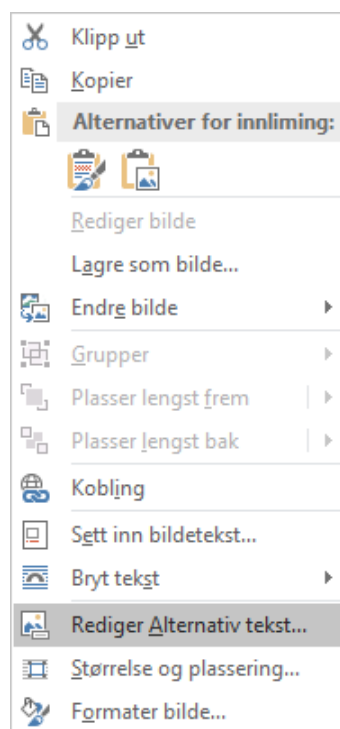 Klipp ut
Kopier
Alternativer for innliming:
Rediger bilde
Lagre som bilde...
Endre bilde
Grupper
Plasser lengst frem
Plasser lengst bak
Kobling
Sett inn bildetekst...
Bryt tekst
Rediger Alternativ tekst...
Størrelse og plassering...
Formater bilde...